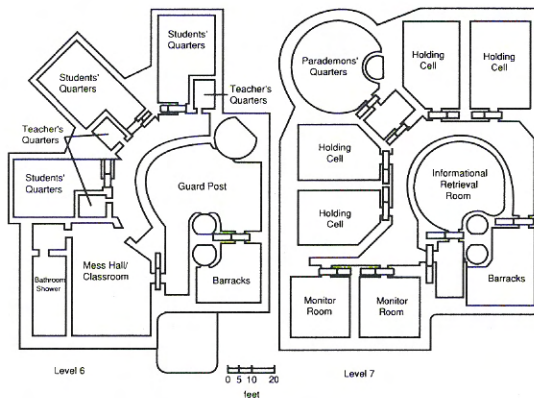 Students'
Quarters
Students'
Quarters
Teacher's
Quarters
Teacher's
Quarters
Students'
Quarters
Guard Post
Mess Hall/
Classroom
Bathroom
Shower
Barracks
Level 6
0 5 10 20
feet
Parademons'
Quarters
Holding
Cell
Holding
Cell
Holding
Cell
Holding
Cell
Informational
Retrieval
Room
Barracks
Monitor
Room
Monitor
Room
Level 7